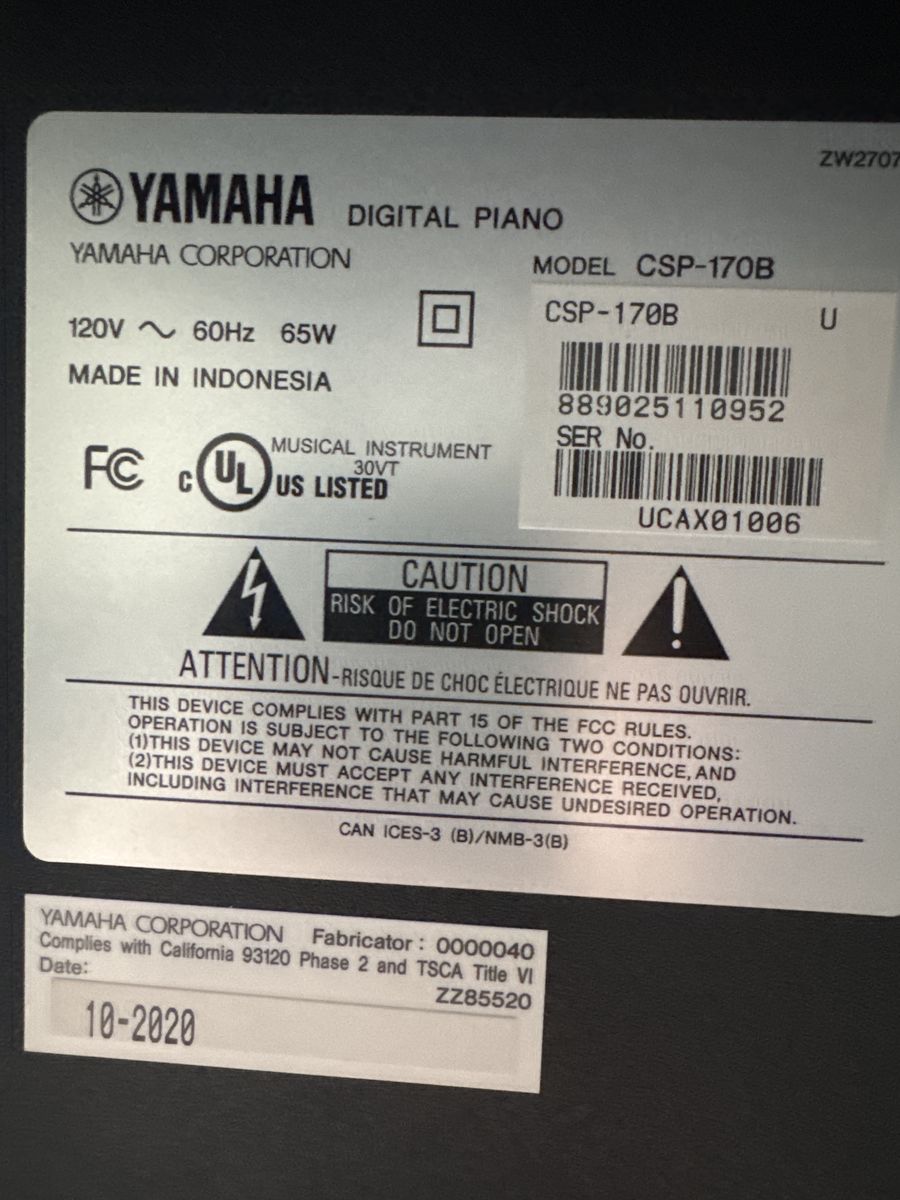 ZW2707
YAMAHA DIGITAL PIANO
YAMAHA CORPORATION
MODEL CSP-170B
120V ~ 60Hz 65W
MADE IN INDONESIA
CSP-170B U
889025110952
SER No.
UCAX01006
FC
C UL US LISTED
MUSICAL INSTRUMENT
30VT
CAUTION
RISK OF ELECTRIC SHOCK
DO NOT OPEN
ATTENTION-RISQUE DE CHOC ÉLECTRIQUE NE PAS OUVRIR.
THIS DEVICE COMPLIES WITH PART 15 OF THE FCC RULES.
OPERATION IS SUBJECT TO THE FOLLOWING TWO CONDITIONS:
(1)THIS DEVICE MAY NOT CAUSE HARMFUL INTERFERENCE, AND
(2)THIS DEVICE MUST ACCEPT ANY INTERFERENCE RECEIVED,
INCLUDING INTERFERENCE THAT MAY CAUSE UNDESIRED OPERATION.
CAN ICES-3 (B)/NMB-3(B)
YAMAHA CORPORATION Fabricator : 0000040
Complies with California 93120 Phase 2 and TSCA Title VI
Date:
ZZ85520
10-2020